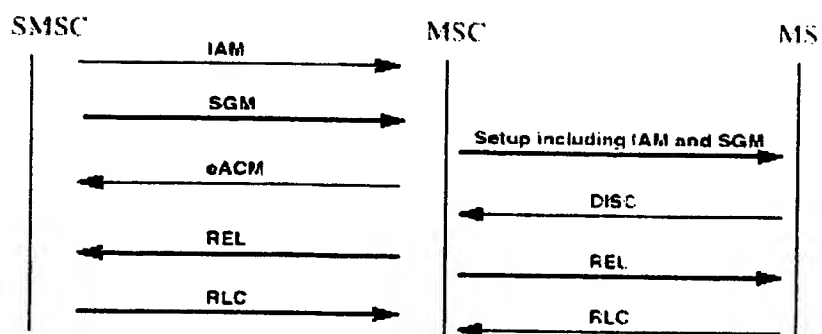 SMSC
MSC
MS
IAM
SGM
Setup including IAM and SGM
eACM
DISC
REL
REL
RLC
RLC